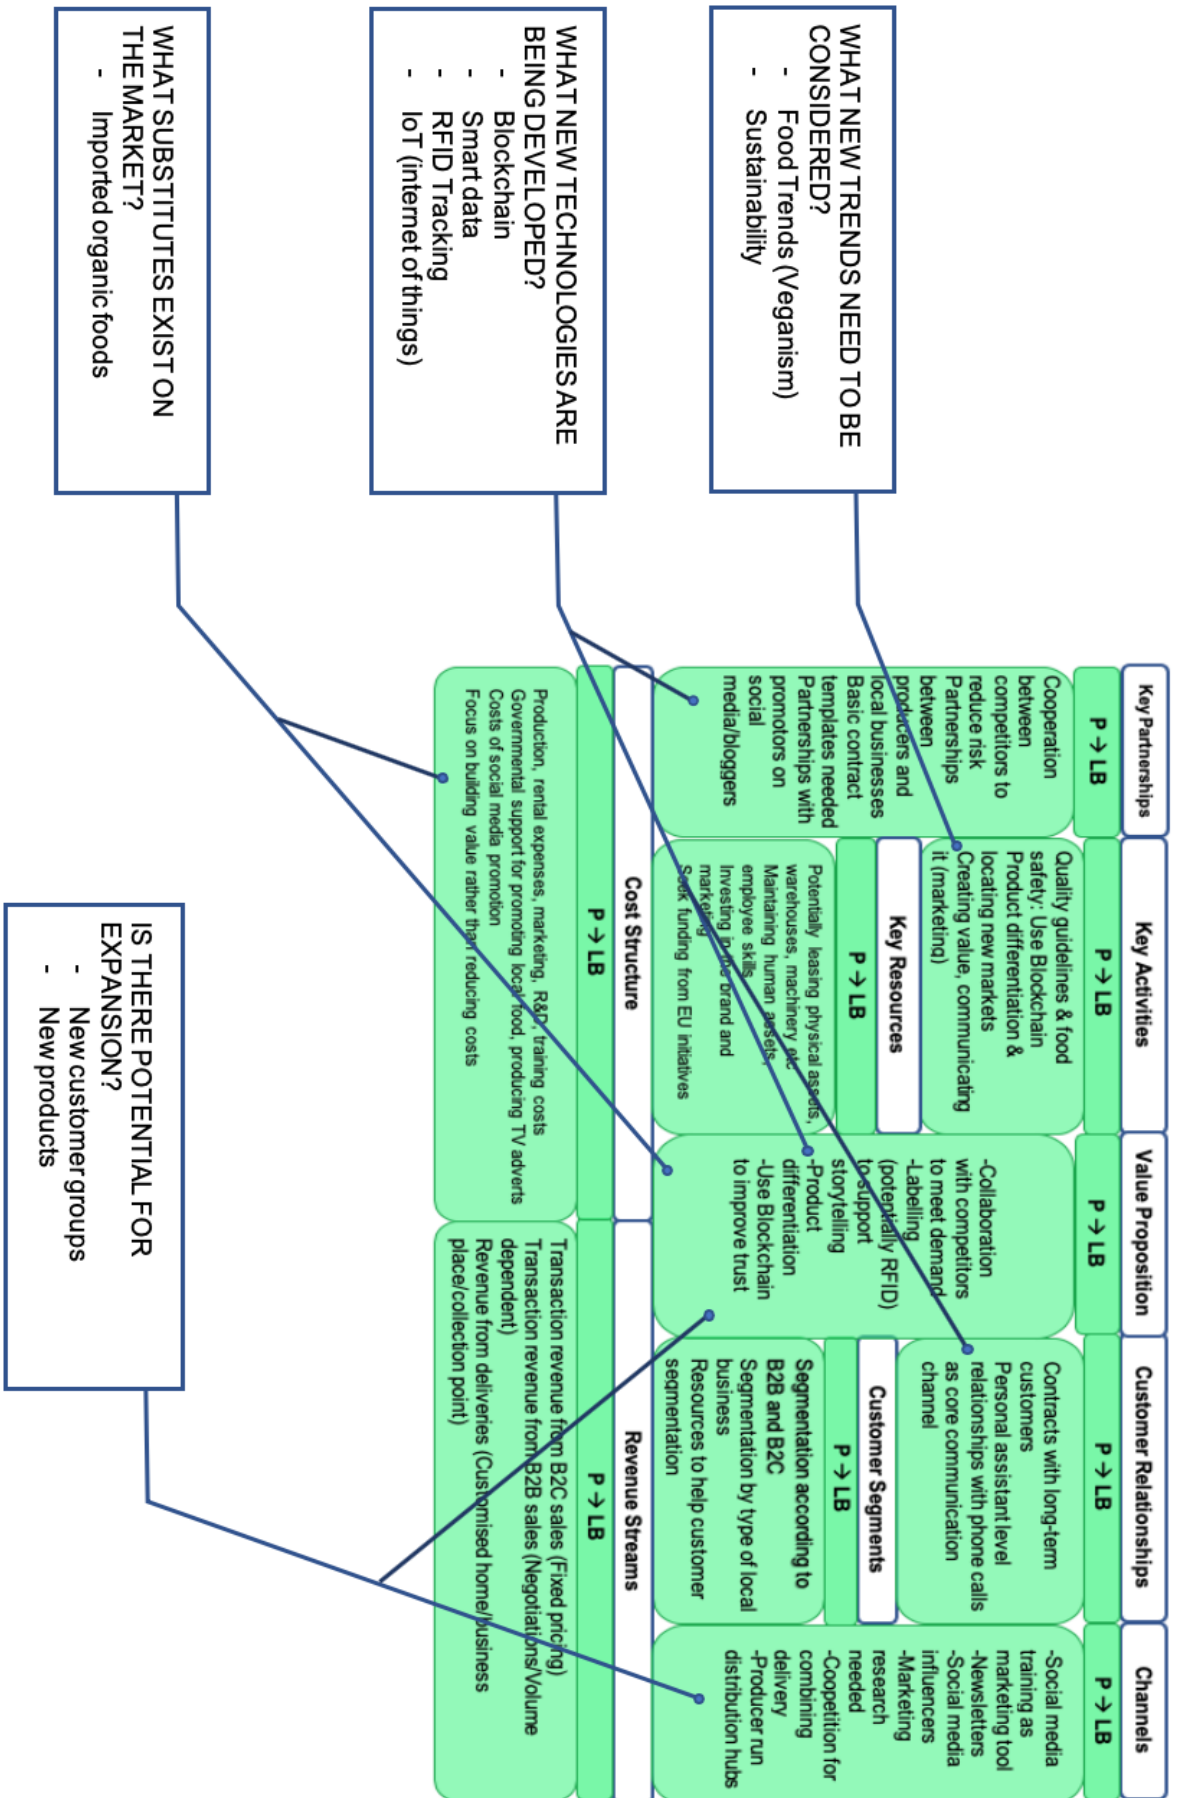 Key Partnerships
P → LB
Cooperation
between
competitors to
reduce risk
Partnerships
between
producers and
local businesses
Basic contract
templates needed
Partnerships with
promotors on
social
media/bloggers
Key Activities
P → LB
Quality guidelines & food
safety: Use Blockchain
Product differentiation &
locating new markets
Creating value, communicating
it (marketing)
Key Resources
P → LB
Potentially leasing physical assets,
warehouses, machinery etc
Maintaining human assets,
employee skills
Investing in the brand and
marketing
Seek funding from EU initiatives
Value Proposition
P → LB
-Collaboration
with competitors
to meet demand
-Labelling
(potentially RFID)
to support
storytelling
-Product
differentiation
-Use Blockchain
to improve trust
Customer Relationships
P → LB
Contracts with long-term
customers
Personal assistant level
relationships with phone calls
as core communication
channel
Customer Segments
P → LB
Segmentation according to
B2B and B2C
Segmentation by type of local
business
Resources to help customer
segmentation
Channels
P → LB
-Social media
training as
marketing tool
-Newsletters
-Social media
influencers
-Marketing
research
needed
-Coopetition for
combining
delivery
-Producer run
distribution hubs
Cost Structure
P → LB
Production, rental expenses, marketing, R&D, training costs
Governmental support for promoting local food, producing TV adverts
Costs of social media promotion
Focus on building value rather than reducing costs
Revenue Streams
P → LB
Transaction revenue from B2C sales (Fixed pricing)
Transaction revenue from B2B sales (Negotiations/Volume
dependent)
Revenue from deliveries (Customised home/business
place/collection point)
WHAT NEW TRENDS NEED TO BE
CONSIDERED?
- Food Trends (Veganism)
- Sustainability
WHAT NEW TECHNOLOGIES ARE
BEING DEVELOPED?
- Blockchain
- Smart data
- RFID Tracking
- IoT (internet of things)
WHAT SUBSTITUTES EXIST ON
THE MARKET?
- Imported organic foods
IS THERE POTENTIAL FOR
EXPANSION?
- New customer groups
- New products